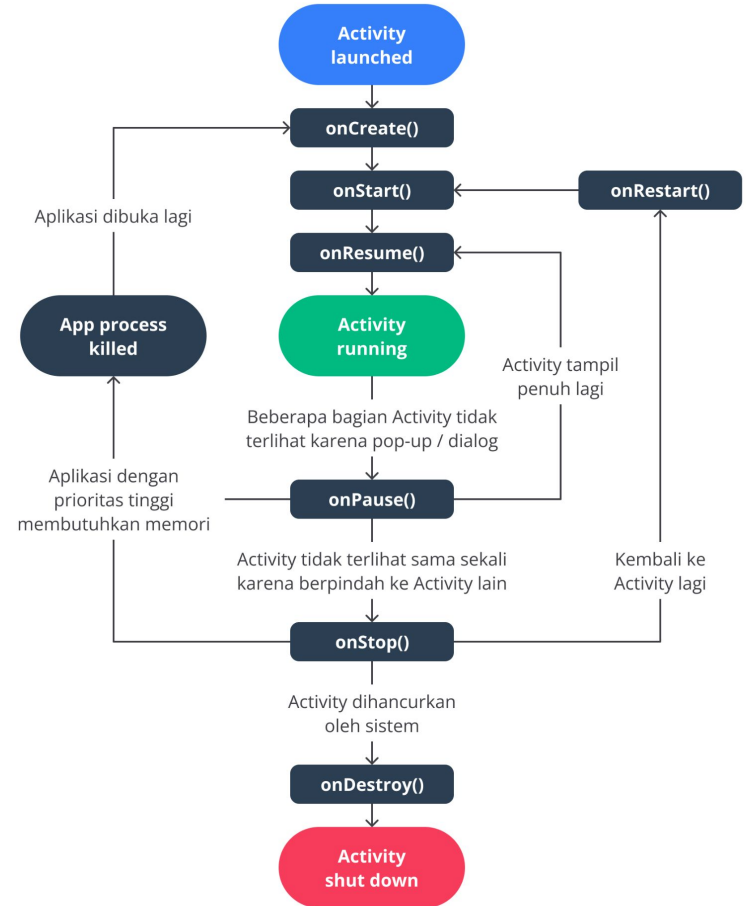 Activity
launched
onCreate()
onStart()
onRestart()
Aplikasi dibuka lagi
onResume()
App process
killed
Activity
running
Activity tampil
penuh lagi
Beberapa bagian Activity tidak
terlihat karena pop-up / dialog
Aplikasi dengan
prioritas tinggi
membutuhkan memori
onPause()
Activity tidak terlihat sama sekali
karena berpindah ke Activity lain
Kembali ke
Activity lagi
onStop()
Activity dihancurkan
oleh sistem
onDestroy()
Activity
shut down